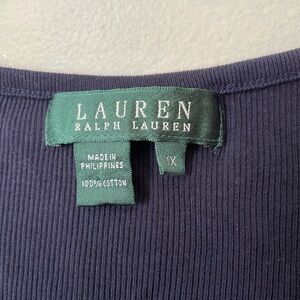 LAUREN
RALPH LAUREN
MADE IN
PHILIPPINES
100% COTTON
1X